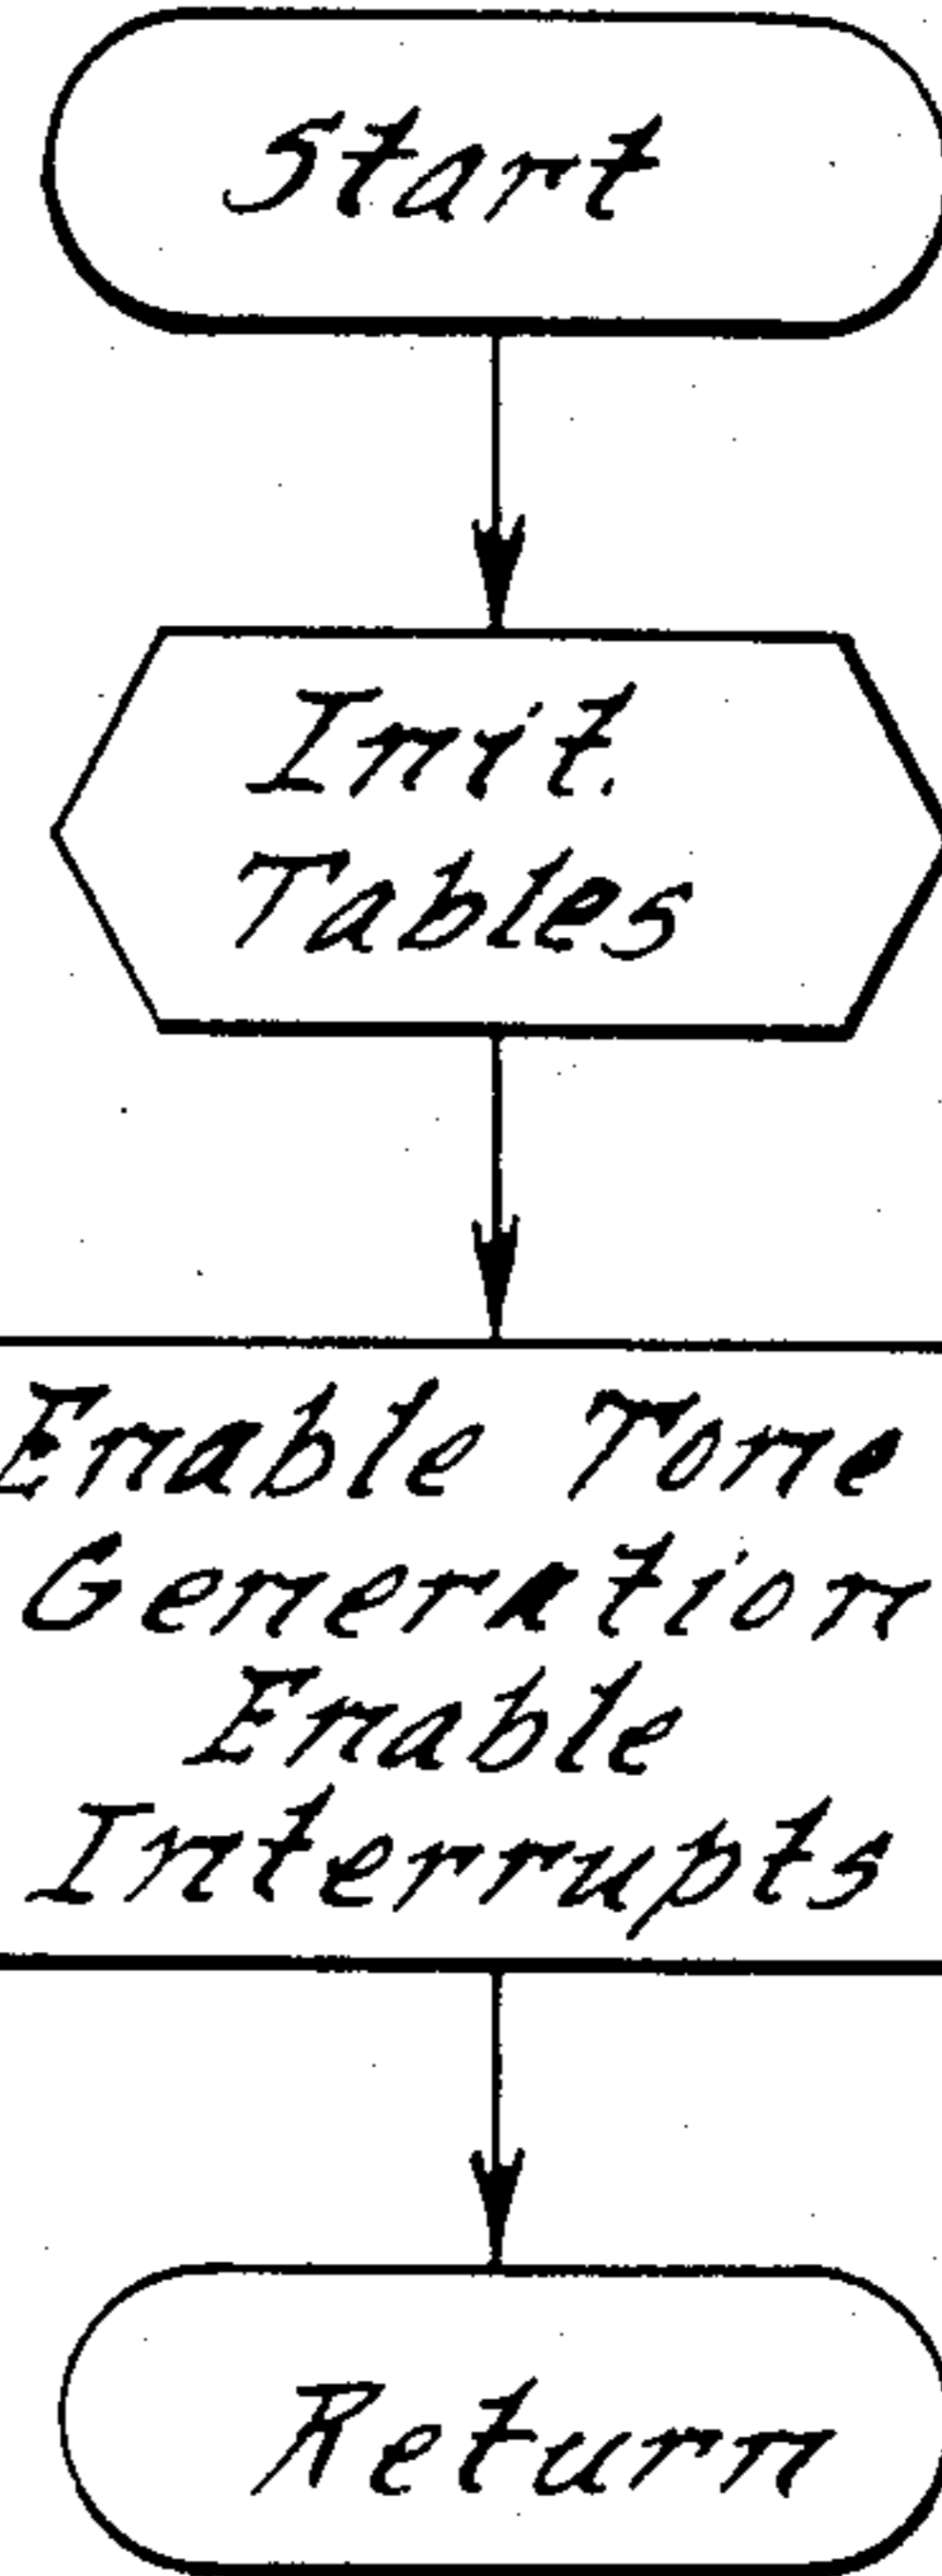 Start
Init.
Tables
Enable Tone
Generation
Enable
Interrupts
Return